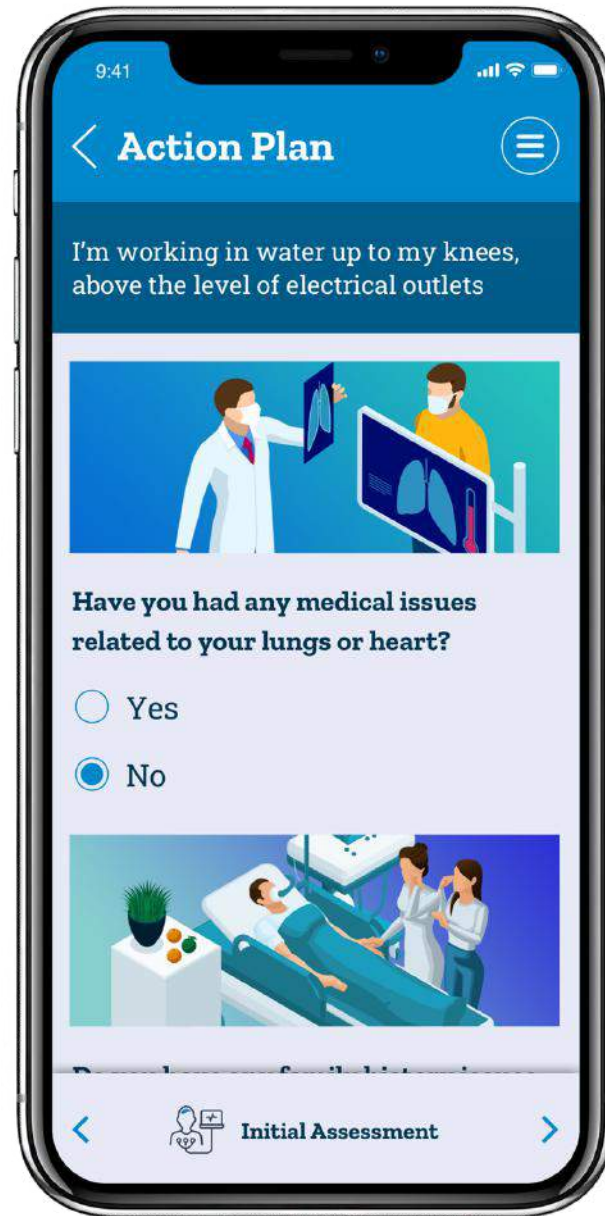 9:41
Action Plan
I'm working in water up to my knees,
above the level of electrical outlets
Have you had any medical issues
related to your lungs or heart?
Yes
No
Initial Assessment